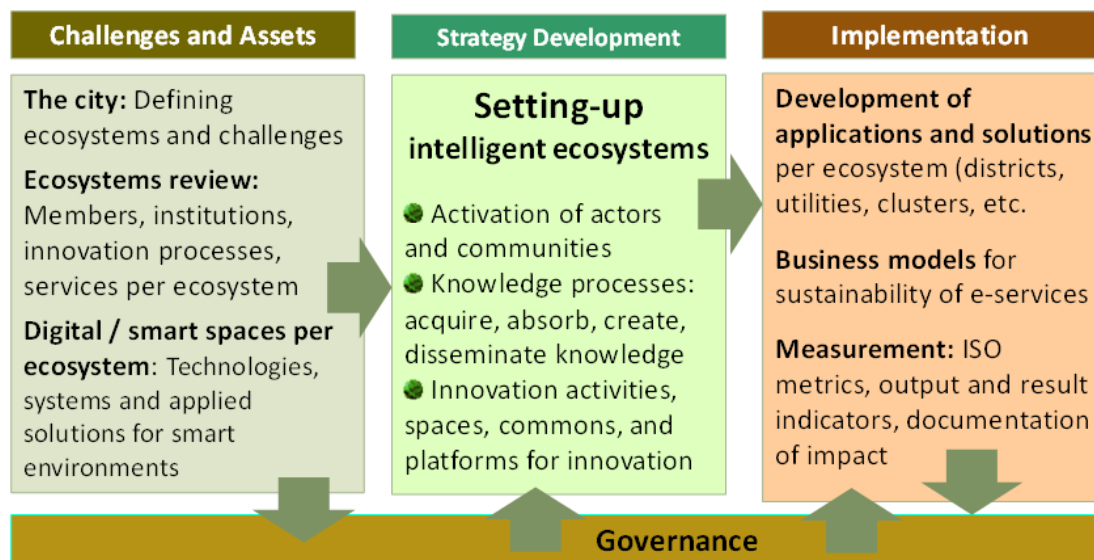 Challenges and Assets
The city: Defining
ecosystems and challenges
Ecosystems review:
Members, institutions,
innovation processes,
services per ecosystem
Digital / smart spaces per
ecosystem: Technologies,
systems and applied
solutions for smart
environments
Strategy Development
Setting-up
intelligent ecosystems
Activation of actors
and communities
Knowledge processes:
acquire, absorb, create,
disseminate knowledge
Innovation activities,
spaces, commons, and
platforms for innovation
Implementation
Development of
applications and solutions
per ecosystem (districts,
utilities, clusters, etc.
Business models for
sustainability of e-services
Measurement: ISO
metrics, output and result
indicators, documentation
of impact
Governance